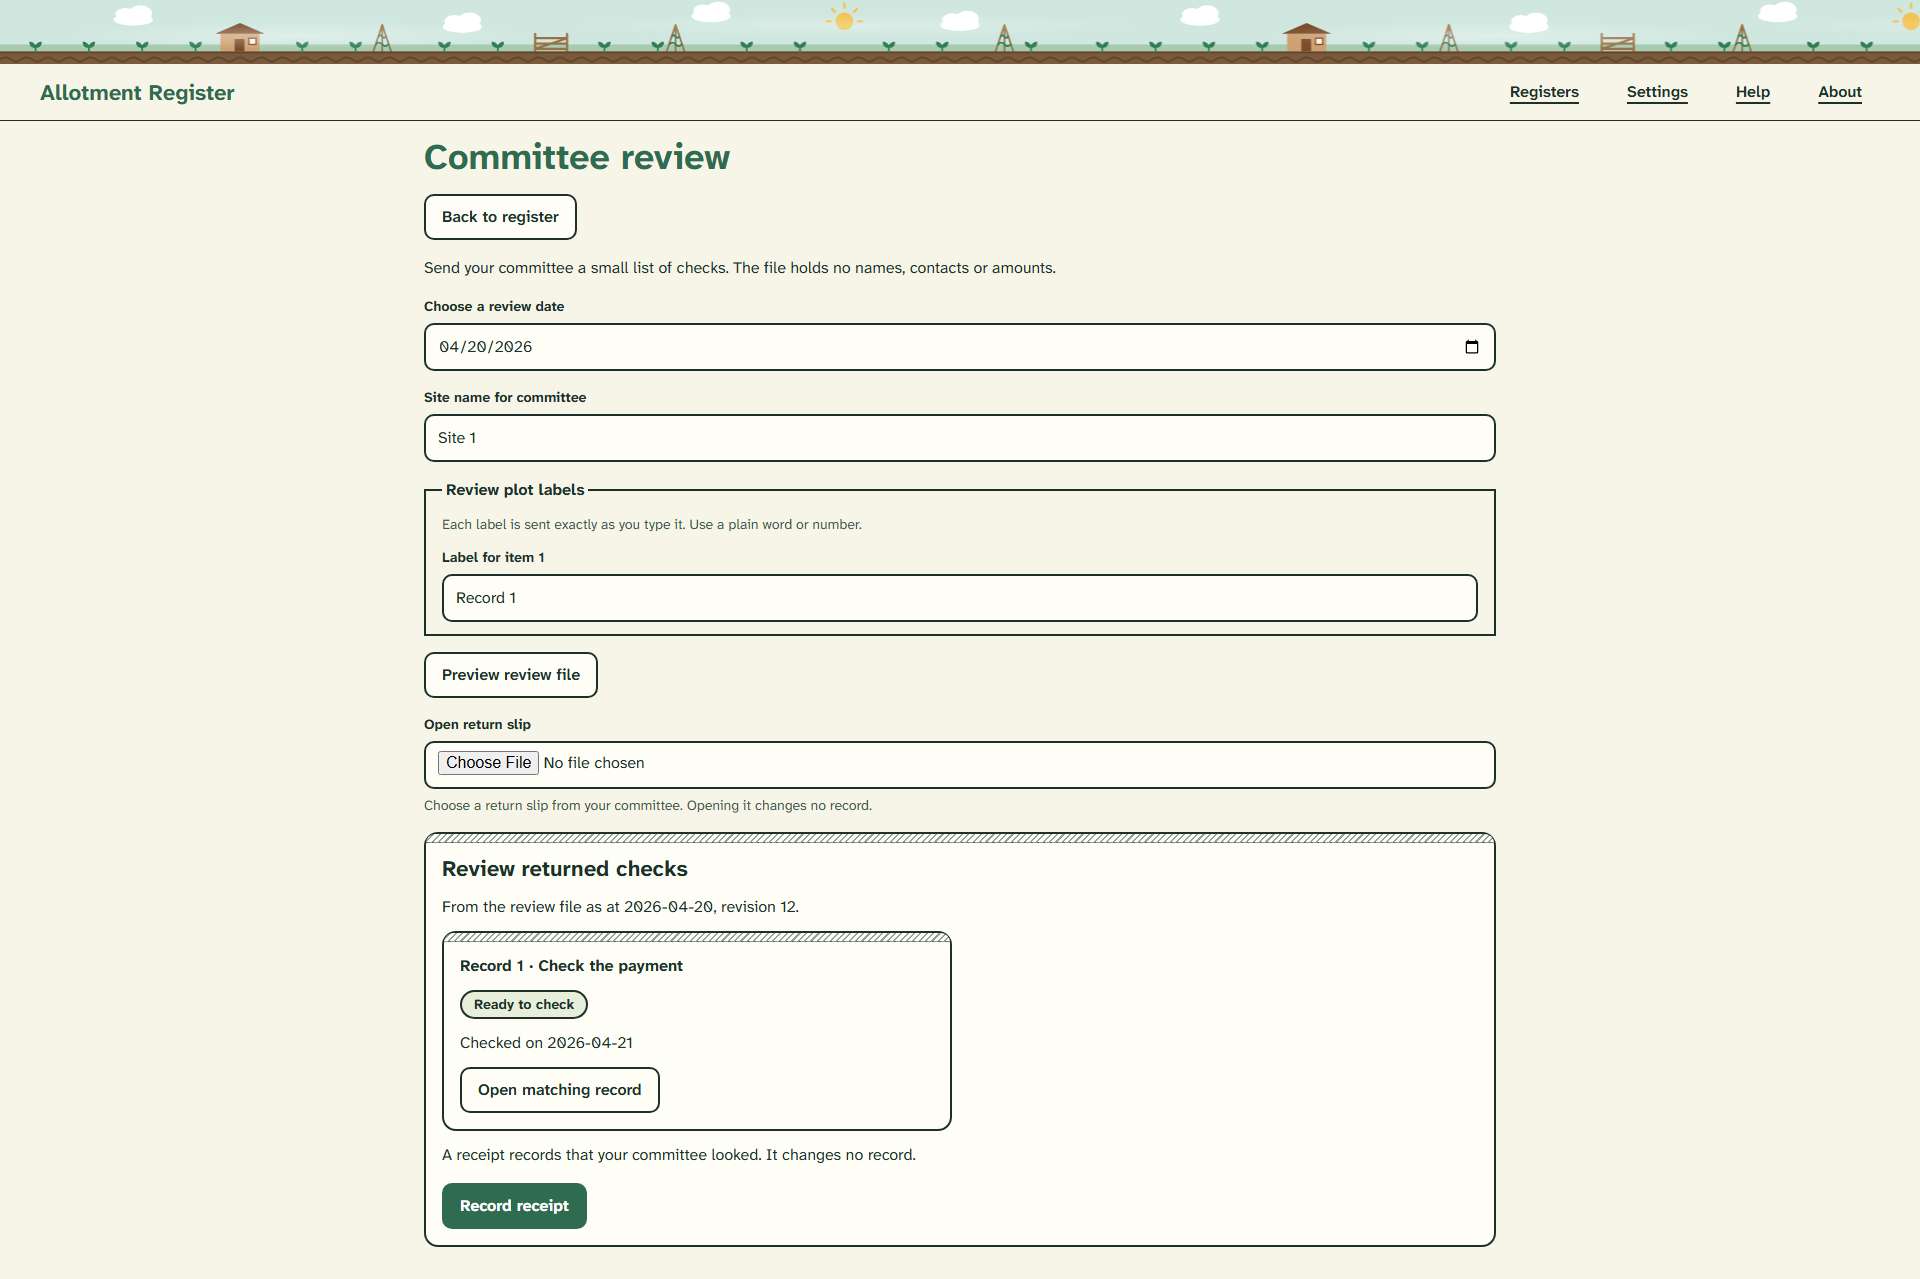 Allotment Register
Registers Settings Help About
Committee review
Back to register
Send your committee a small list of checks. The file holds no names, contacts or amounts.
Choose a review date
04/20/2026
Site name for committee
Site 1
Review plot labels
Each label is sent exactly as you type it. Use a plain word or number.
Label for item 1
Record 1
Preview review file
Open return slip
Choose File No file chosen
Choose a return slip from your committee. Opening it changes no record.
Review returned checks
From the review file as at 2026-04-20, revision 12.
Record 1 · Check the payment
Ready to check
Checked on 2026-04-21
Open matching record
A receipt records that your committee looked. It changes no record.
Record receipt